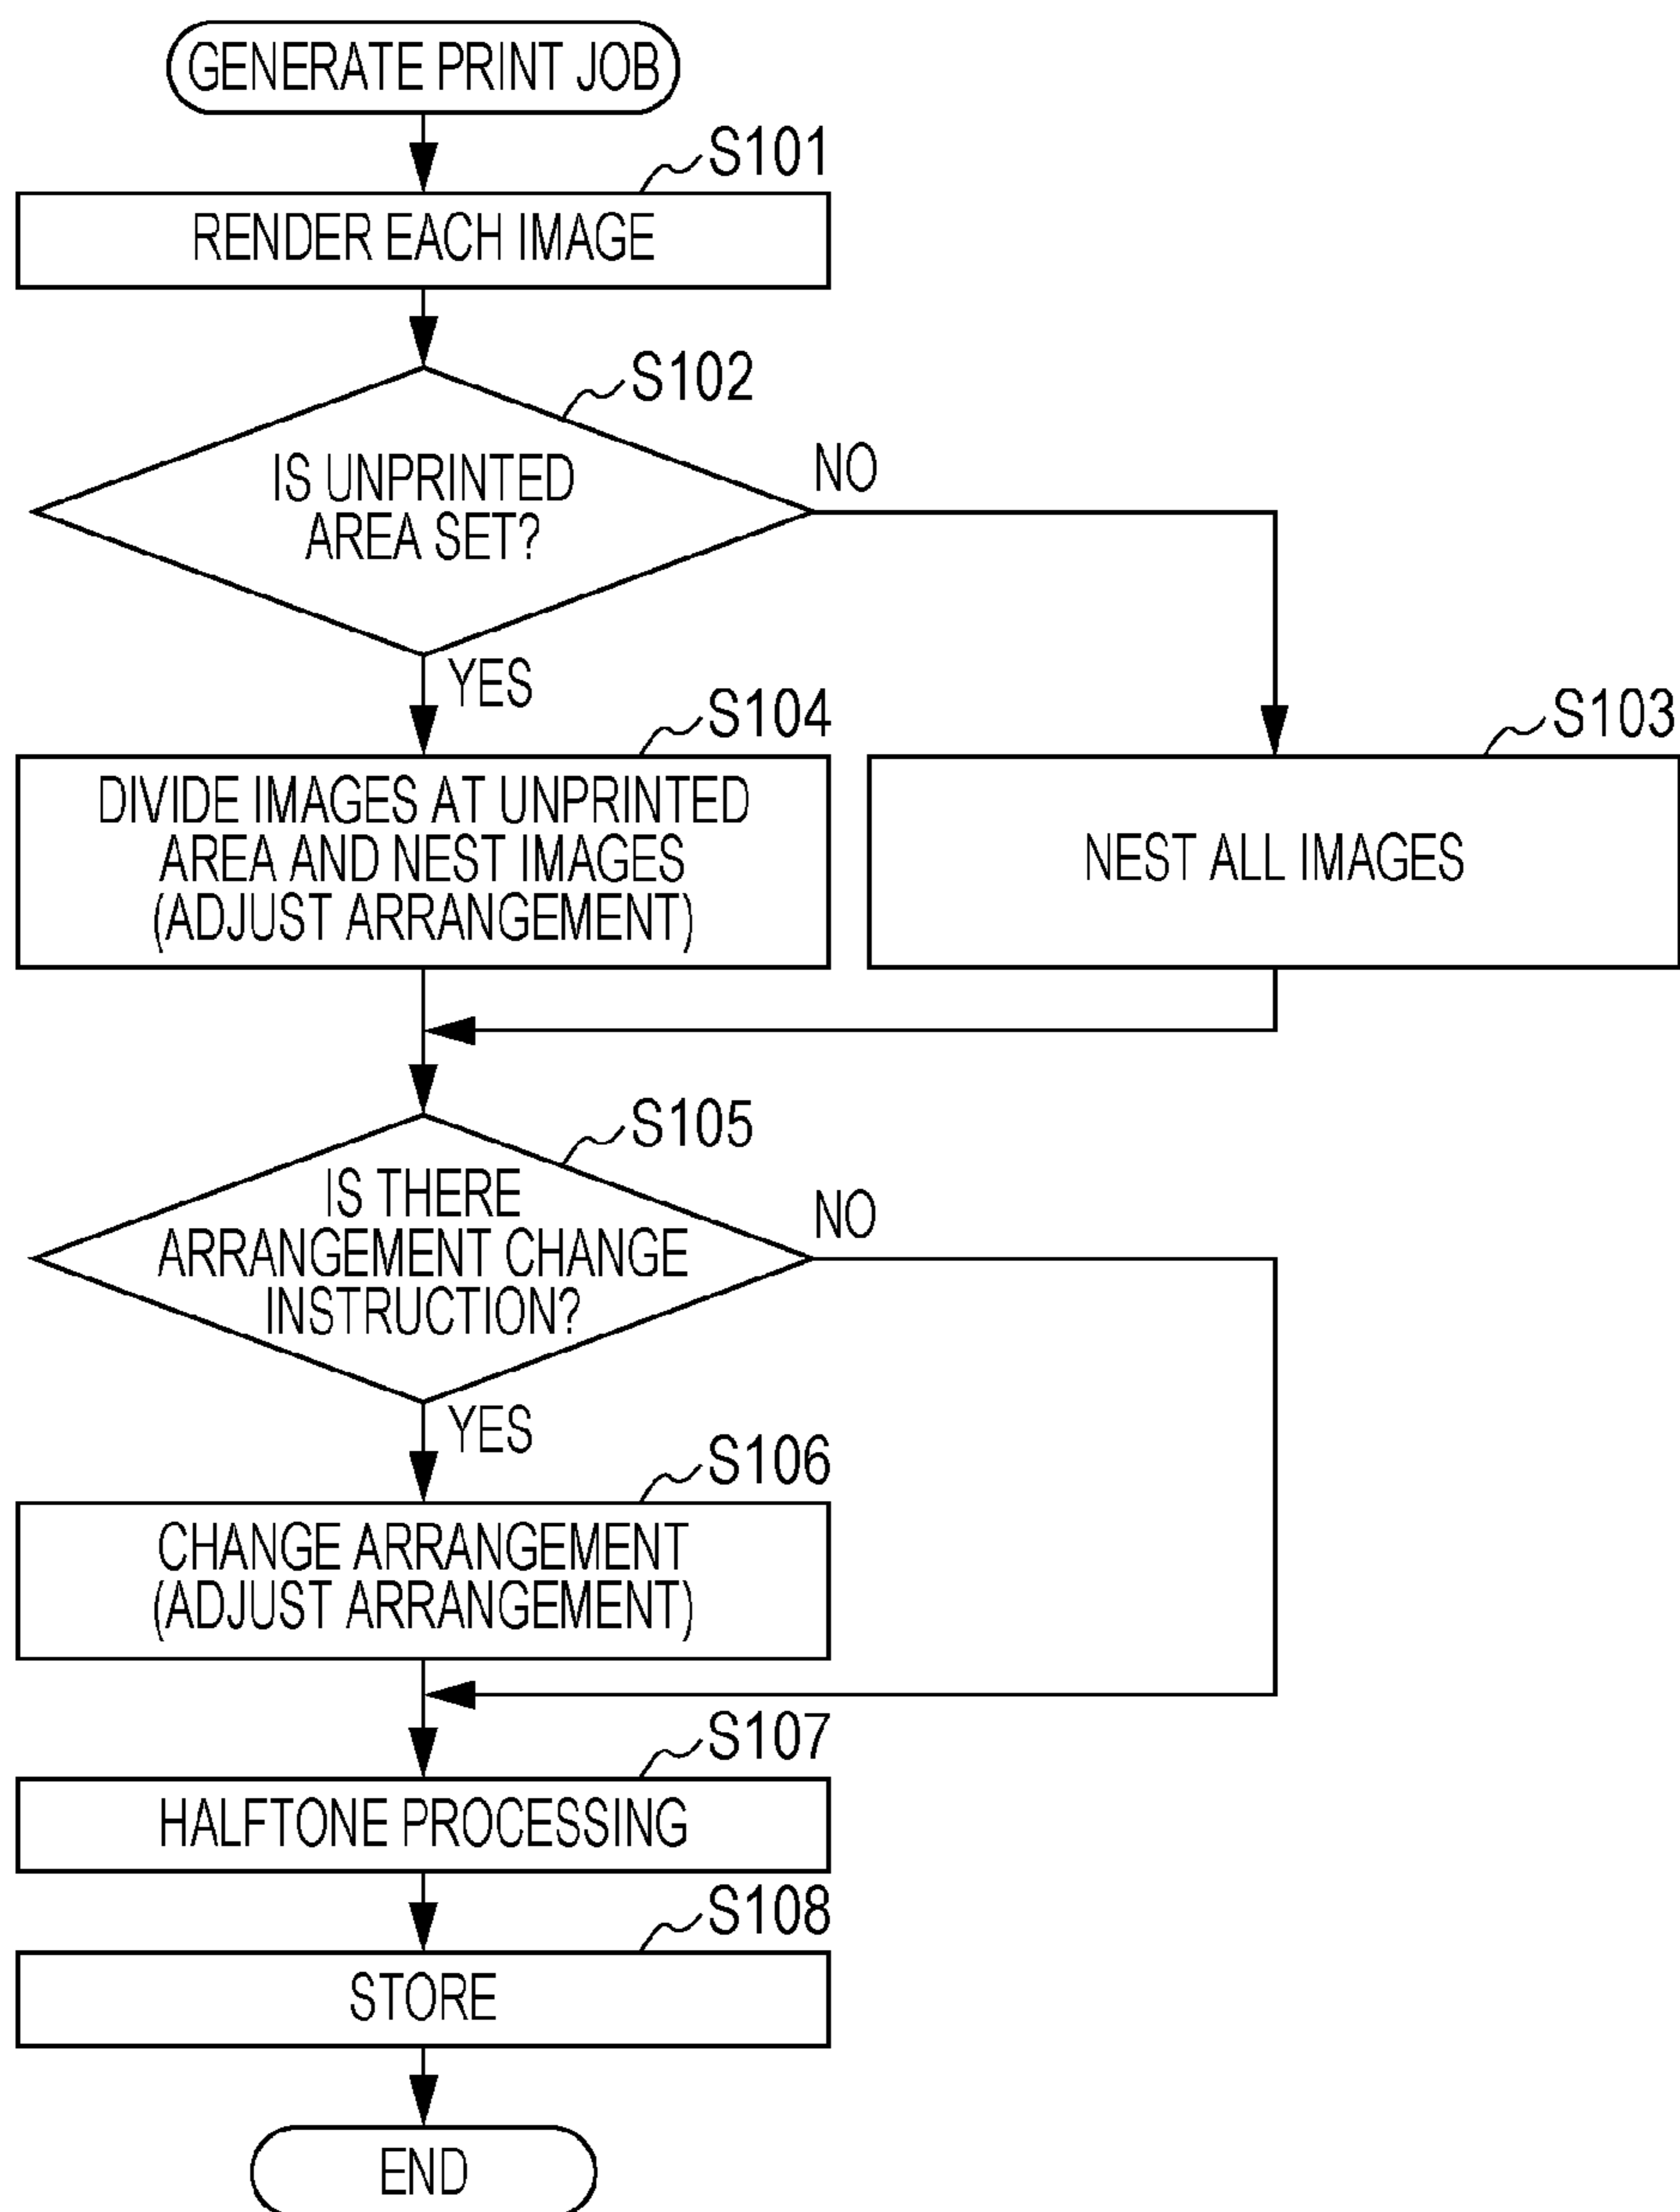 GENERATE PRINT JOB
S101
RENDER EACH IMAGE
S102
IS UNPRINTED
AREA SET?
NO
YES
S104
DIVIDE IMAGES AT UNPRINTED
AREA AND NEST IMAGES
(ADJUST ARRANGEMENT)
S103
NEST ALL IMAGES
S105
IS THERE
ARRANGEMENT CHANGE
INSTRUCTION?
NO
YES
S106
CHANGE ARRANGEMENT
(ADJUST ARRANGEMENT)
S107
HALFTONE PROCESSING
S108
STORE
END